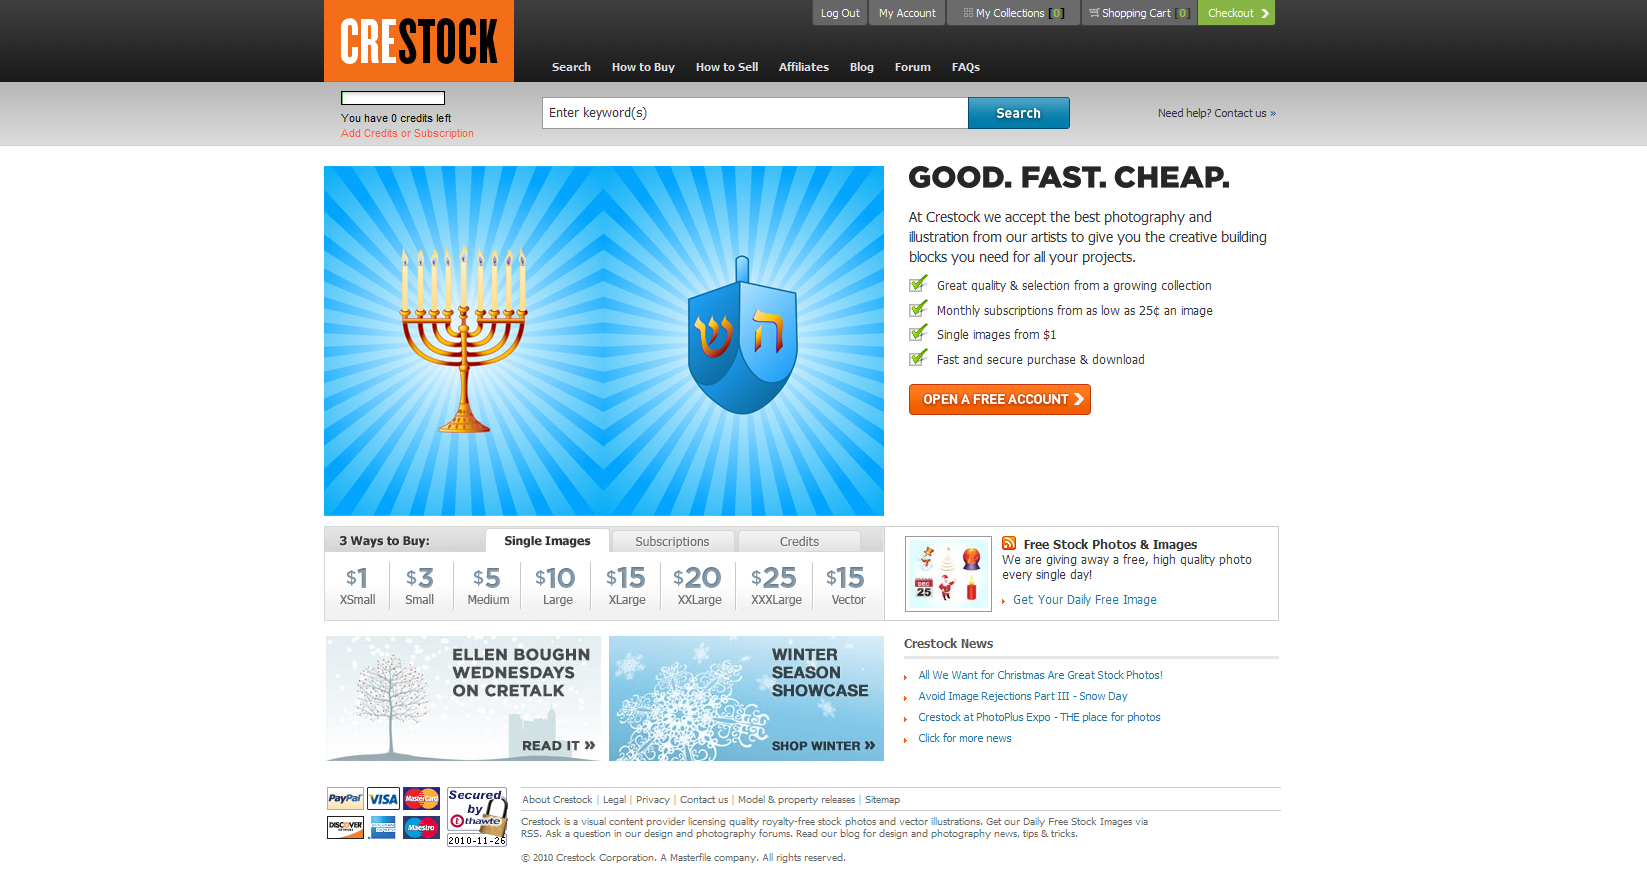 CRESTOCK
Log Out
My Account
My Collections [0]
Shopping Cart [0]
Checkout
Search
How to Buy
How to Sell
Affiliates
Blog
Forum
FAQs
You have 0 credits left
Add Credits or Subscription
Enter keyword(s)
Search
Need help? Contact us »
ש ה
GOOD. FAST. CHEAP.
At Crestock we accept the best photography and
illustration from our artists to give you the creative building
blocks you need for all your projects.
Great quality & selection from a growing collection
Monthly subscriptions from as low as 25¢ an image
Single images from $1
Fast and secure purchase & download
OPEN A FREE ACCOUNT
3 Ways to Buy:
Single Images
Subscriptions
Credits
$1 $3 $5 $10 $15 $20 $25 $15
XSmall Small Medium Large XLarge XXLarge XXXLarge Vector
DEC
25
Free Stock Photos & Images
We are giving away a free, high quality photo
every single day!
Get Your Daily Free Image
ELLEN BOUGHN
WEDNESDAYS
ON CRETALK
READ IT »
WINTER
SEASON
SHOWCASE
SHOP WINTER »
Crestock News
All We Want for Christmas Are Great Stock Photos!
Avoid Image Rejections Part III - Snow Day
Crestock at PhotoPlus Expo - THE place for photos
Click for more news
PayPal VISA MasterCard
DISCOVER
Maestro
Secured
by
thawte
2010-11-26
About Crestock | Legal | Privacy | Contact us | Model & property releases | Sitemap
Crestock is a visual content provider licensing quality royalty-free stock photos and vector illustrations. Get our Daily Free Stock Images via
RSS. Ask a question in our design and photography forums. Read our blog for design and photography news, tips & tricks.
© 2010 Crestock Corporation. A Masterfile company. All rights reserved.